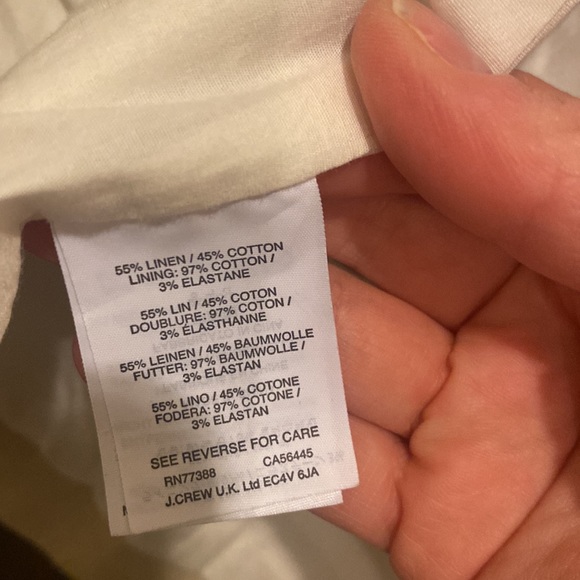 55% LINEN / 45% COTTON
LINING: 97% COTTON /
3% ELASTANE
55% LIN / 45% COTON
DOUBLURE: 97% COTON /
3% ÉLASTHANNE
55% LEINEN / 45% BAUMWOLLE
FUTTER: 97% BAUMWOLLE /
3% ELASTAN
55% LINO / 45% COTONE
FODERA: 97% COTONE /
3% ELASTAN
SEE REVERSE FOR CARE
RN77388 CA56445
J.CREW U.K. Ltd EC4V 6JA